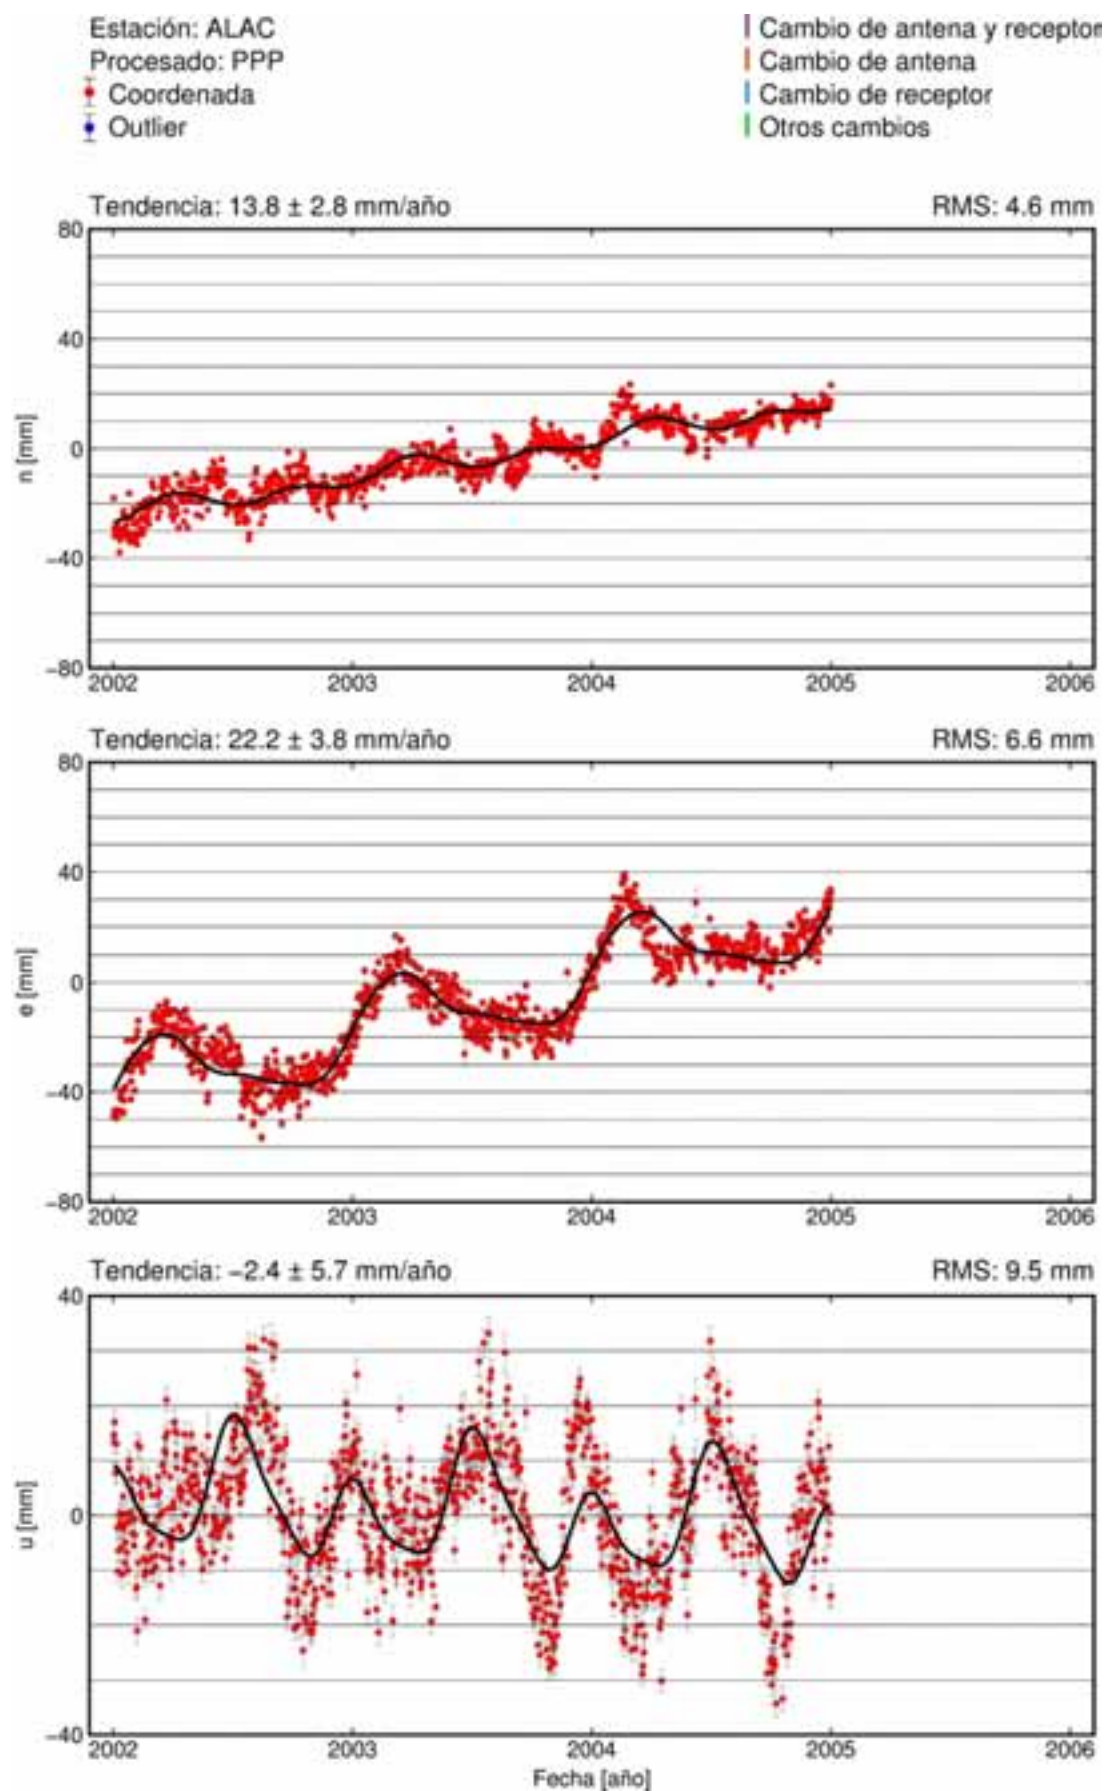 Estación: ALAC
Procesado: PPP
Coordenada
Outlier
Cambio de antena y receptor
Cambio de antena
Cambio de receptor
Otros cambios
Tendencia: 13.8 ± 2.8 mm/año
RMS: 4.6 mm
80
40
0
−40
−80
n [mm]
2002 2003 2004 2005 2006
Tendencia: 22.2 ± 3.8 mm/año
RMS: 6.6 mm
80
40
0
−40
−80
e [mm]
2002 2003 2004 2005 2006
Tendencia: −2.4 ± 5.7 mm/año
RMS: 9.5 mm
40
0
−40
u [mm]
2002 2003 2004 2005 2006
Fecha [año]